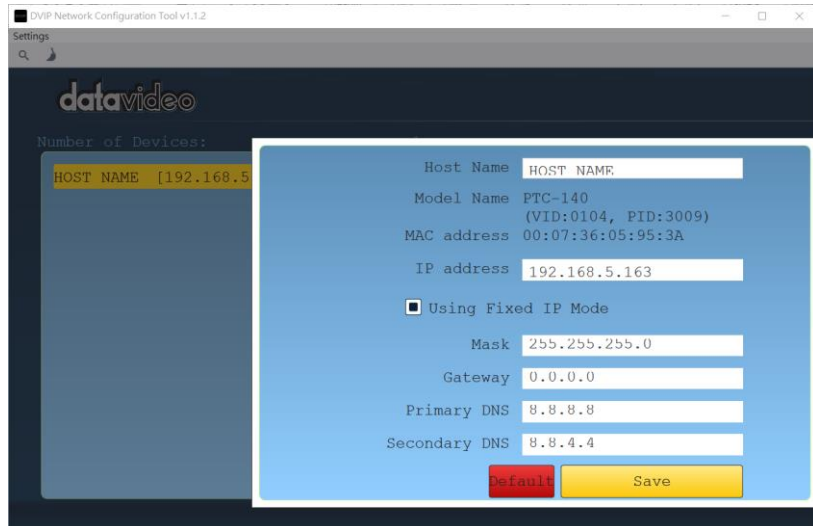 DVIP Network Configuration Tool v1.1.2
Settings
datavideo
Number of Devices:
HOST NAME [192.168.5
Host Name HOST NAME
Model Name PTC-140
(VID:0104, PID:3009)
MAC address 00:07:36:05:95:3A
IP address 192.168.5.163
Using Fixed IP Mode
Mask 255.255.255.0
Gateway 0.0.0.0
Primary DNS 8.8.8.8
Secondary DNS 8.8.4.4
Default Save